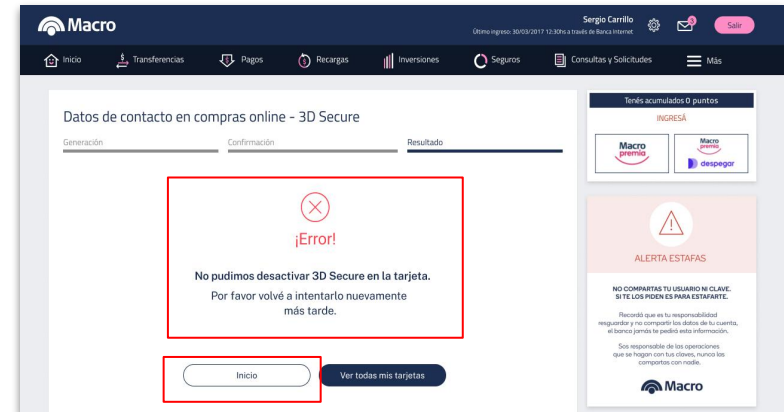 Macro
Sergio Carrillo
Último ingreso: 30/03/2017 12:30hs a través de Banca Internet
3
Salir
Inicio
Transferencias
Pagos
Recargas
Inversiones
Seguros
Consultas y Solicitudes
Más
Datos de contacto en compras online - 3D Secure
Generación
Confirmación
Resultado
¡Error!
No pudimos desactivar 3D Secure en la tarjeta.
Por favor volvé a intentarlo nuevamente
más tarde.
Inicio
Ver todas mis tarjetas
Tenés acumulados 0 puntos
INGRESÁ
Macro
premia
Macro
premia
despegar
ALERTA ESTAFAS
NO COMPARTAS TU USUARIO NI CLAVE.
SI TE LOS PIDEN ES PARA ESTAFARTE.
Recordá que es tu responsabilidad
resguardar y no compartir los datos de tu cuenta,
el banco jamás te pedirá esta información.
Sos responsable de las operaciones
que se hagan con tus claves, nunca las
compartas con nadie.
Macro